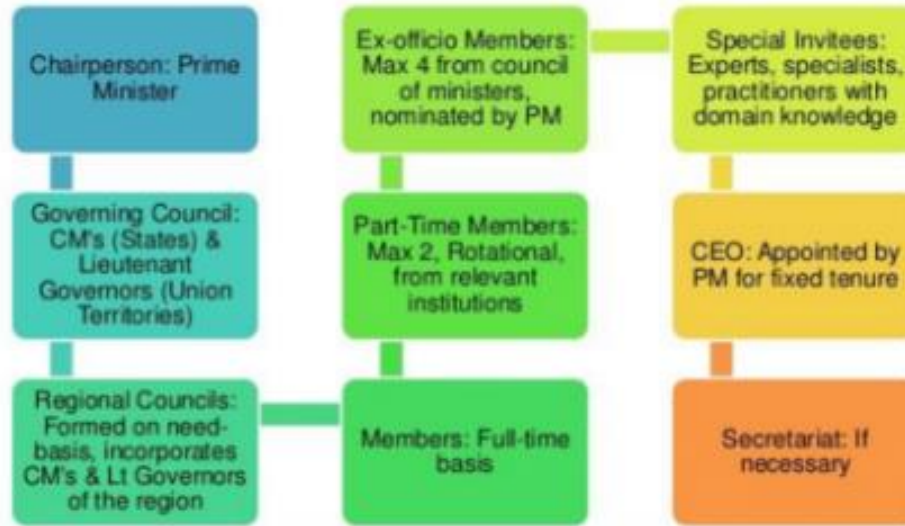 Chairperson: Prime
Minister
Governing Council:
CM's (States) &
Lieutenant
Governors (Union
Territories)
Regional Councils:
Formed on need-
basis, incorporates
CM's & Lt Governors
of the region
Members: Full-time
basis
Part-Time Members:
Max 2, Rotational,
from relevant
institutions
Ex-officio Members:
Max 4 from council
of ministers,
nominated by PM
Special Invitees:
Experts, specialists,
practitioners with
domain knowledge
CEO: Appointed by
PM for fixed tenure
Secretariat: If
necessary